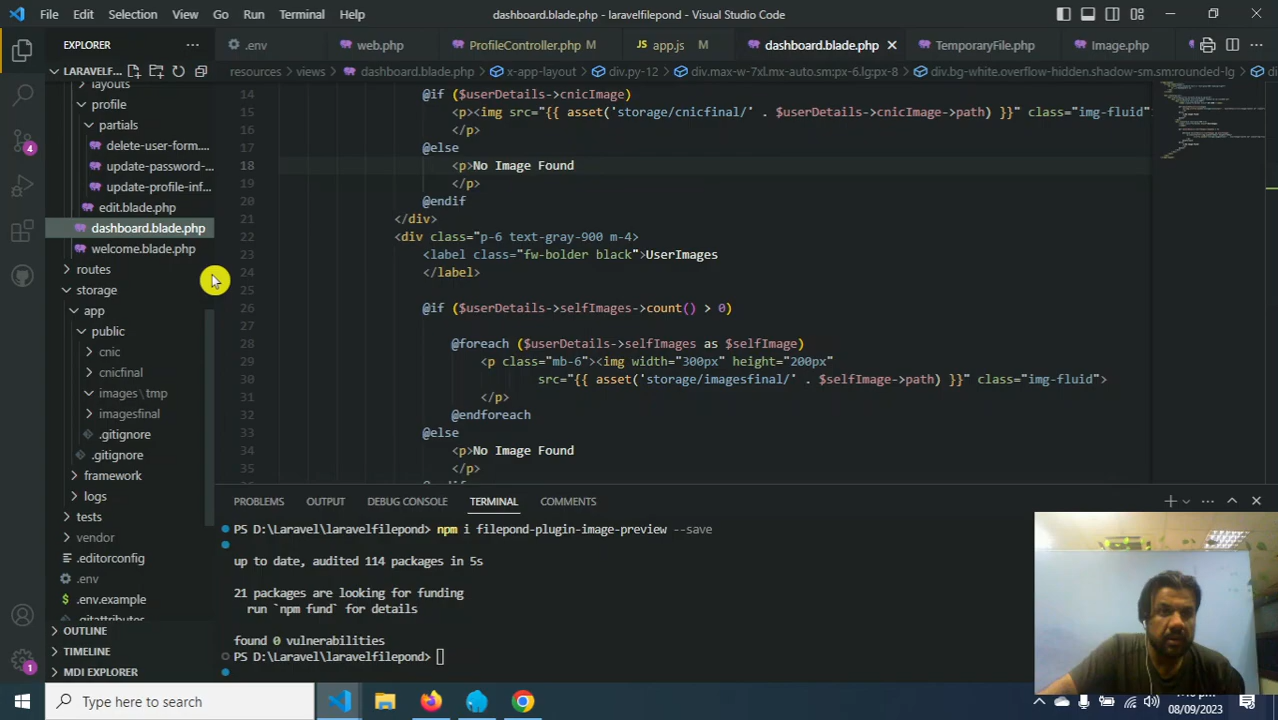 File Edit Selection View Go Run Terminal Help
dashboard.blade.php - laravelfilepond - Visual Studio Code
EXPLORER
.env
web.php
ProfileController.php M
app.js M
dashboard.blade.php
TemporaryFile.php
Image.php
LARAVELF...
resources > views > dashboard.blade.php > x-app-layout > div.py-12 > div.max-w-7xl.mx-auto.sm:px-6.lg:px-8 > div.bg-white.overflow-hidden.shadow-sm.sm:rounded-lg >
layouts
profile
partials
delete-user-form....
update-password-...
update-profile-inf...
edit.blade.php
dashboard.blade.php
welcome.blade.php
routes
storage
app
public
cnic
cnicfinal
images\tmp
imagesfinal
.gitignore
.gitignore
framework
logs
tests
vendor
.editorconfig
.env
.env.example
.gitattributes
OUTLINE
TIMELINE
MDI EXPLORER
4
1
14 @if ($userDetails->cnicImage)
15 <p><img src="{{ asset('storage/cnicfinal/' . $userDetails->cnicImage->path) }}" class="img-fluid"
16 </p>
17 @else
18 <p>No Image Found
19 </p>
20 @endif
21 </div>
22 <div class="p-6 text-gray-900 m-4>
23 <label class="fw-bolder black">UserImages
24 </label>
25
26 @if ($userDetails->selfImages->count() > 0)
27
28 @foreach ($userDetails->selfImages as $selfImage)
29 <p class="mb-6"><img width="300px" height="200px"
30 src="{{ asset('storage/imagesfinal/' . $selfImage->path) }}" class="img-fluid">
31 </p>
32 @endforeach
33 @else
34 <p>No Image Found
35 </p>
PROBLEMS OUTPUT DEBUG CONSOLE TERMINAL COMMENTS
PS D:\Laravel\laravelfilepond> npm i filepond-plugin-image-preview --save
up to date, audited 114 packages in 5s
21 packages are looking for funding
run `npm fund` for details
found 0 vulnerabilities
PS D:\Laravel\laravelfilepond>
Type here to search
08/09/2023